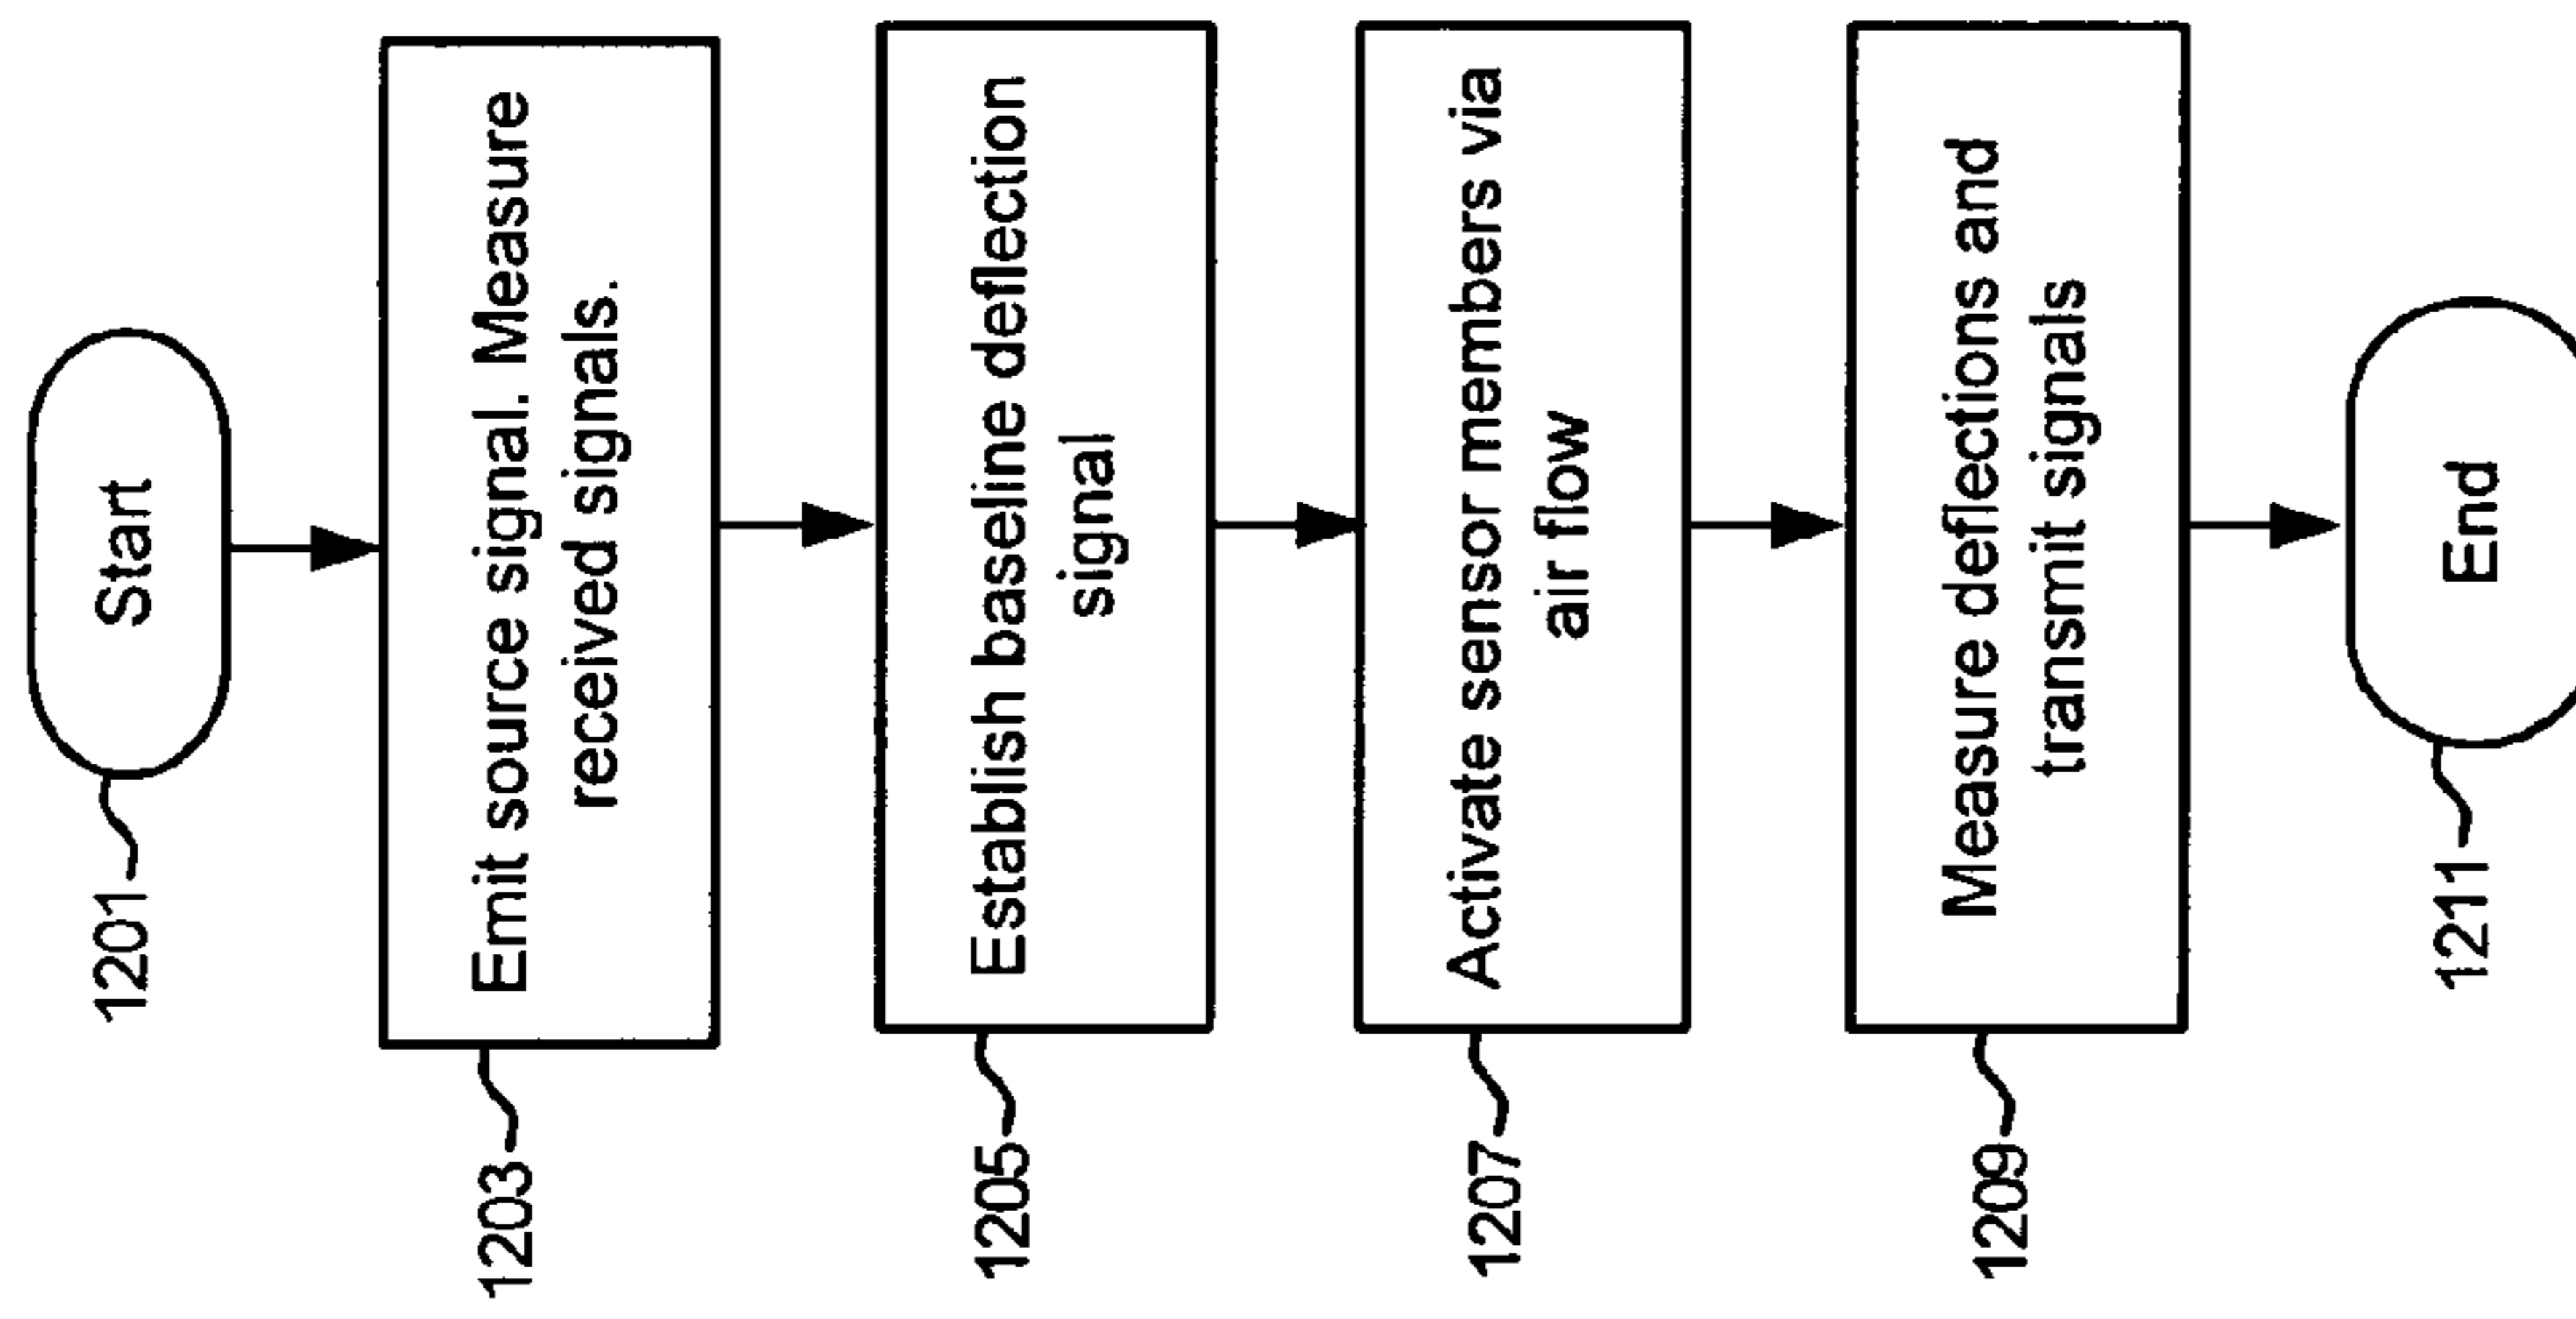 Start
1201
Emit source signal. Measure
received signals.
1203
Establish baseline deflection
signal
1205
Activate sensor members via
air flow
1207
Measure deflections and
transmit signals
1209
End
1211